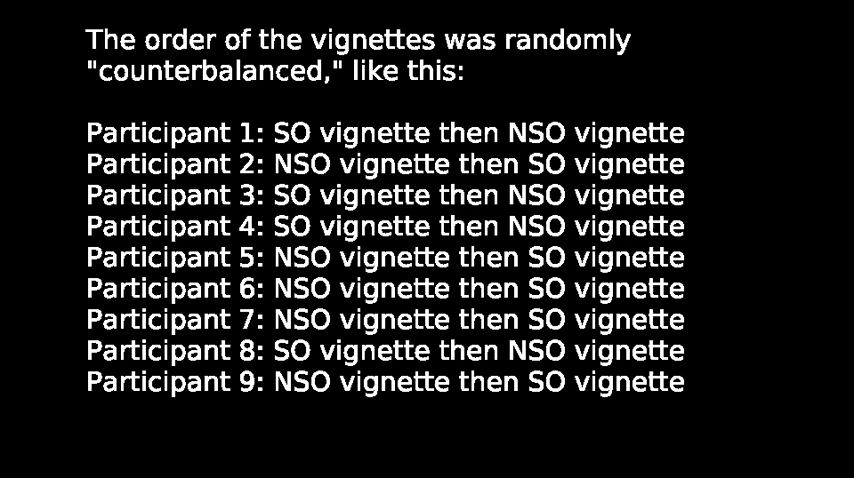 The order of the vignettes was randomly
"counterbalanced," like this:
Participant 1: SO vignette then NSO vignette
Participant 2: NSO vignette then SO vignette
Participant 3: SO vignette then NSO vignette
Participant 4: SO vignette then NSO vignette
Participant 5: NSO vignette then SO vignette
Participant 6: NSO vignette then SO vignette
Participant 7: NSO vignette then SO vignette
Participant 8: SO vignette then NSO vignette
Participant 9: NSO vignette then SO vignette